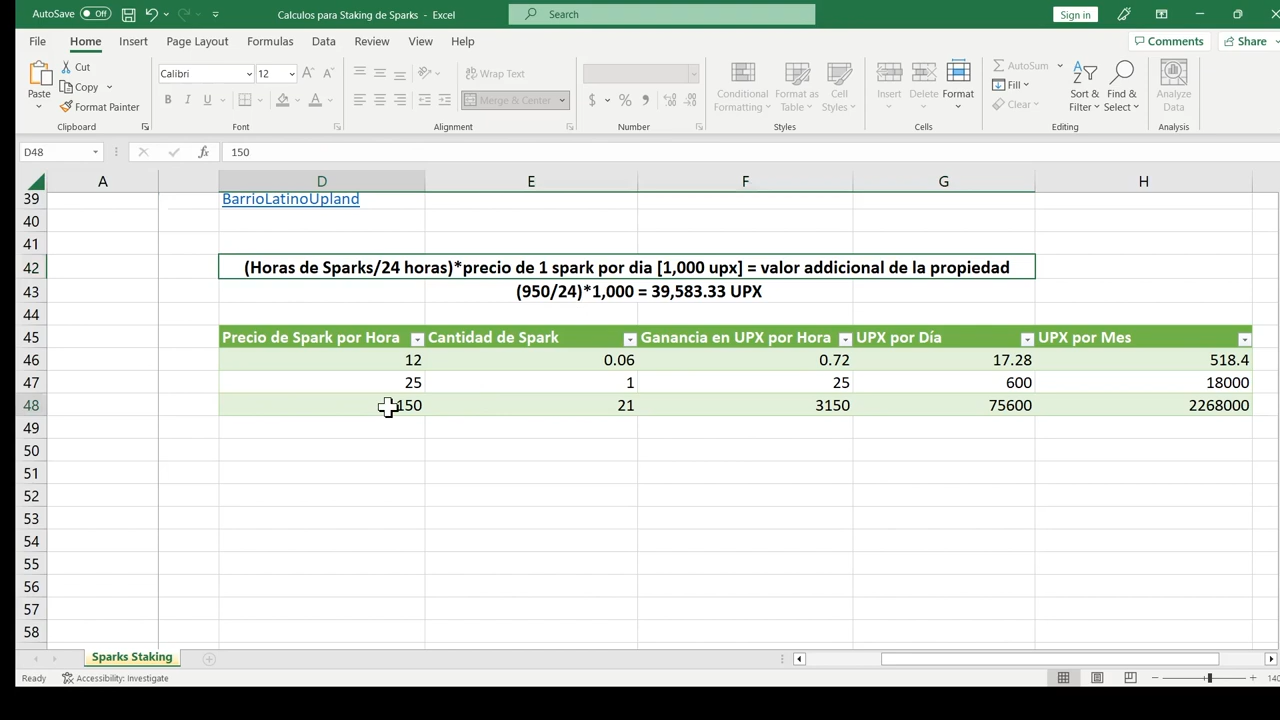 AutoSave Off Calculos para Staking de Sparks - Excel Search Sign in
File Home Insert Page Layout Formulas Data Review View Help Comments Share
Paste Cut Calibri 12 Wrap Text Conditional Formatting Format as Table Cell Styles Insert Delete Format AutoSum Sort & Filter Find & Select Analyze Data
Copy Fill
Format Painter B I U Merge & Center $ % Clear
Clipboard Font Alignment Number Styles Cells Editing Analysis
D48 fx 150
A D E F G H
39 BarrioLatinoUpland
40
41
42 (Horas de Sparks/24 horas)*precio de 1 spark por dia [1,000 upx] = valor addicional de la propiedad
43 (950/24)*1,000 = 39,583.33 UPX
44
45 Precio de Spark por Hora Cantidad de Spark Ganancia en UPX por Hora UPX por Día UPX por Mes
46 12 0.06 0.72 17.28 518.4
47 25 1 25 600 18000
48 150 21 3150 75600 2268000
49
50
51
52
53
54
55
56
57
58
Sparks Staking
Ready Accessibility: Investigate